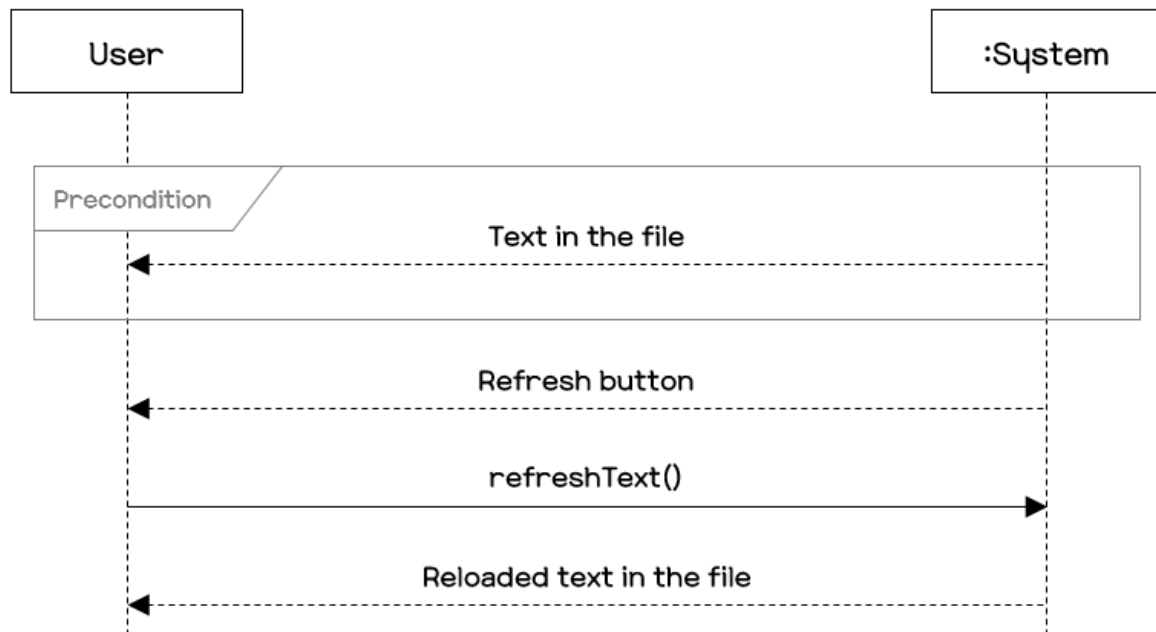 User
:System
Precondition
Text in the file
Refresh button
refreshText()
Reloaded text in the file